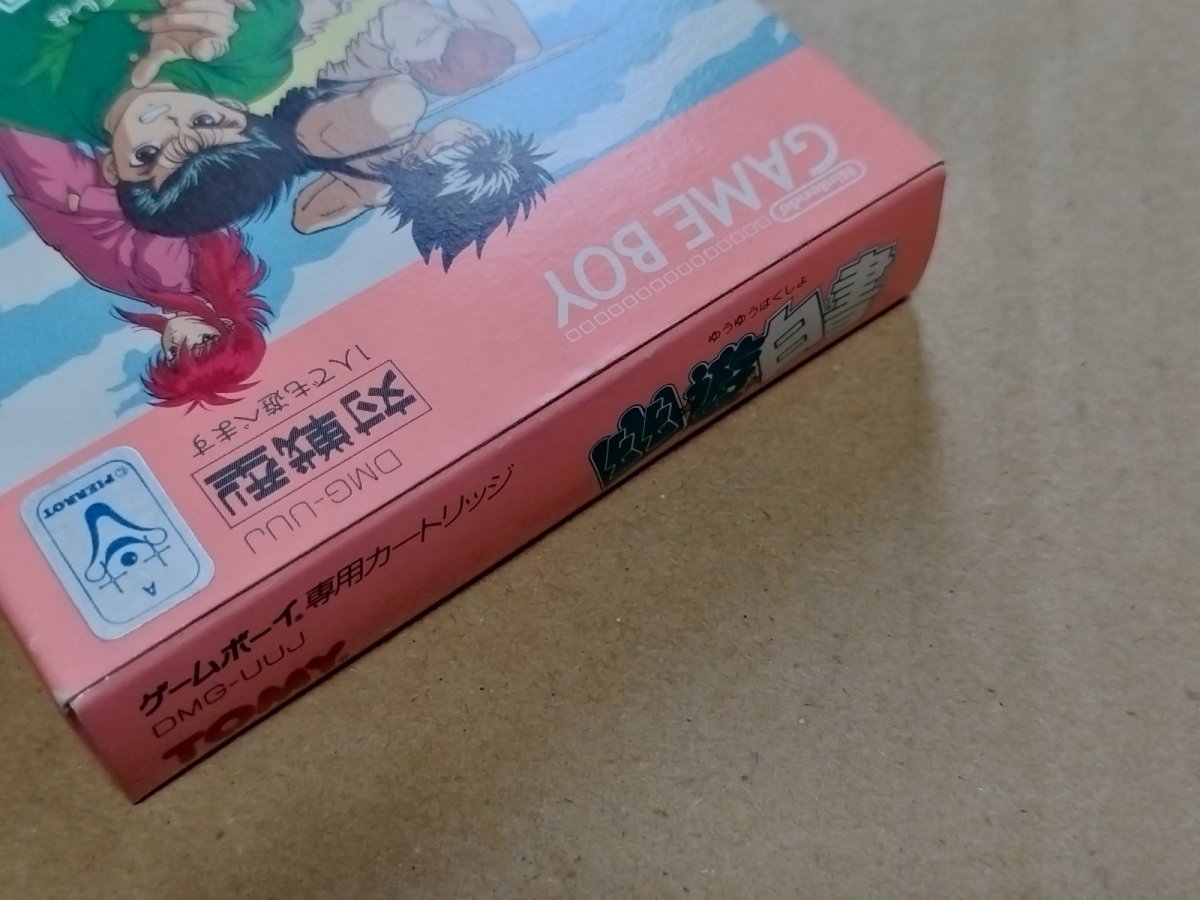 Nintendo
GAME BOY
対戦型
1人でも遊べます
DMG-UUJ
© PIERROT
A
ゲームボーイ®専用カートリッジ
DMG-UUJ
TOMY®
ゆうゆうはくしょ
幽遊白書